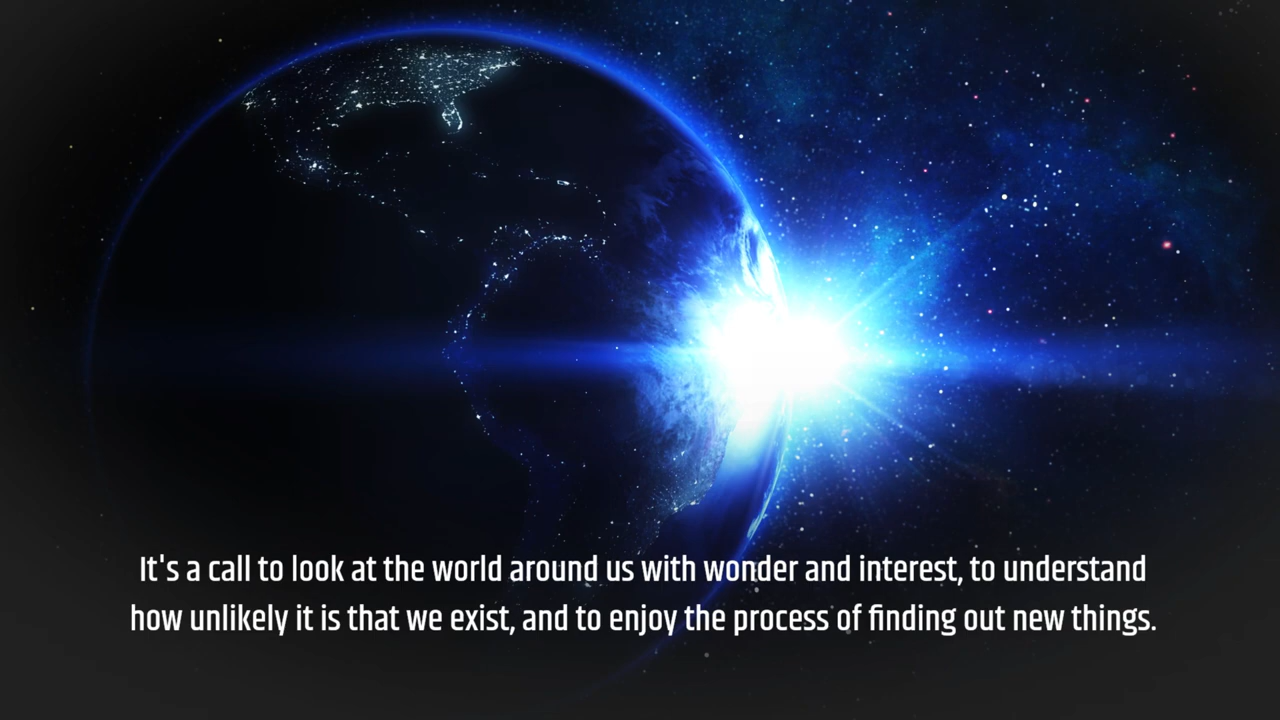 It's a call to look at the world around us with wonder and interest, to understand
how unlikely it is that we exist, and to enjoy the process of finding out new things.